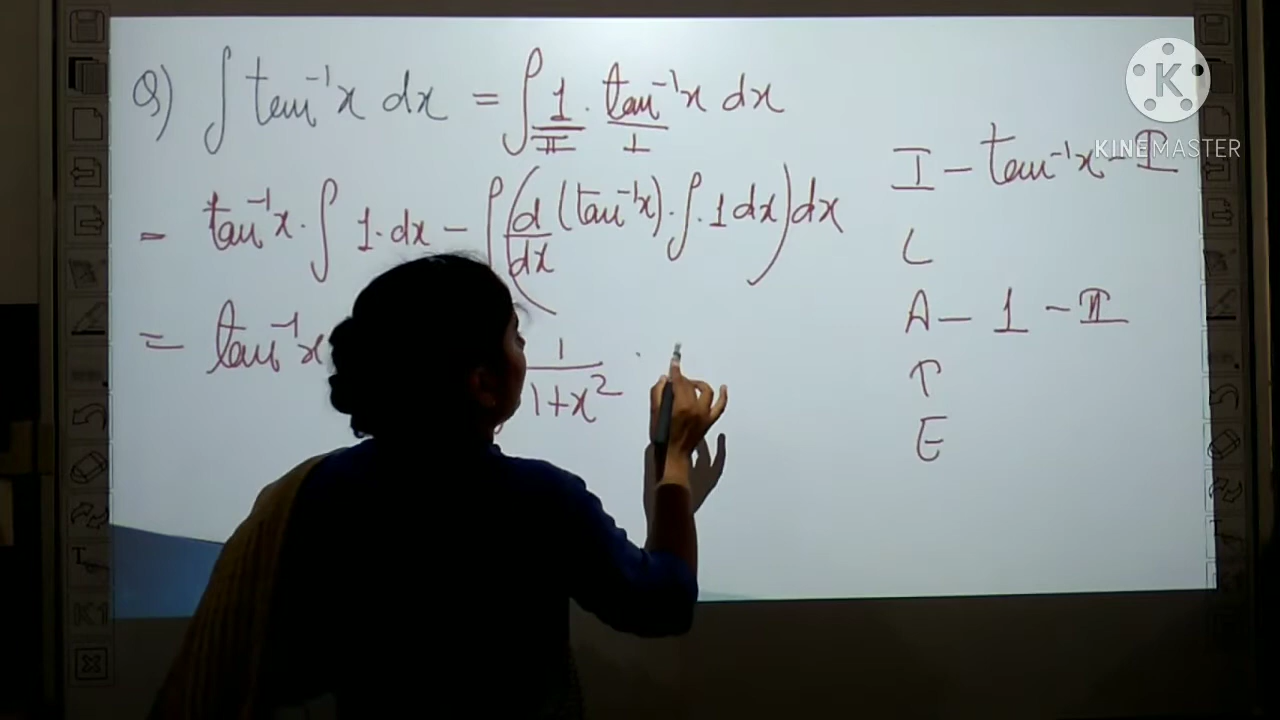 Q) ∫ tan⁻¹x dx = ∫ 1 . tan⁻¹x dx
II I
- tan⁻¹x . ∫ 1. dx - ∫ ( d/dx (tan⁻¹x) . ∫ . 1 dx ) dx
= tan⁻¹x 1/1+x² .
I - tan⁻¹x - I
L
A - 1 - II
T
E
K
KINEMASTER
T
K1